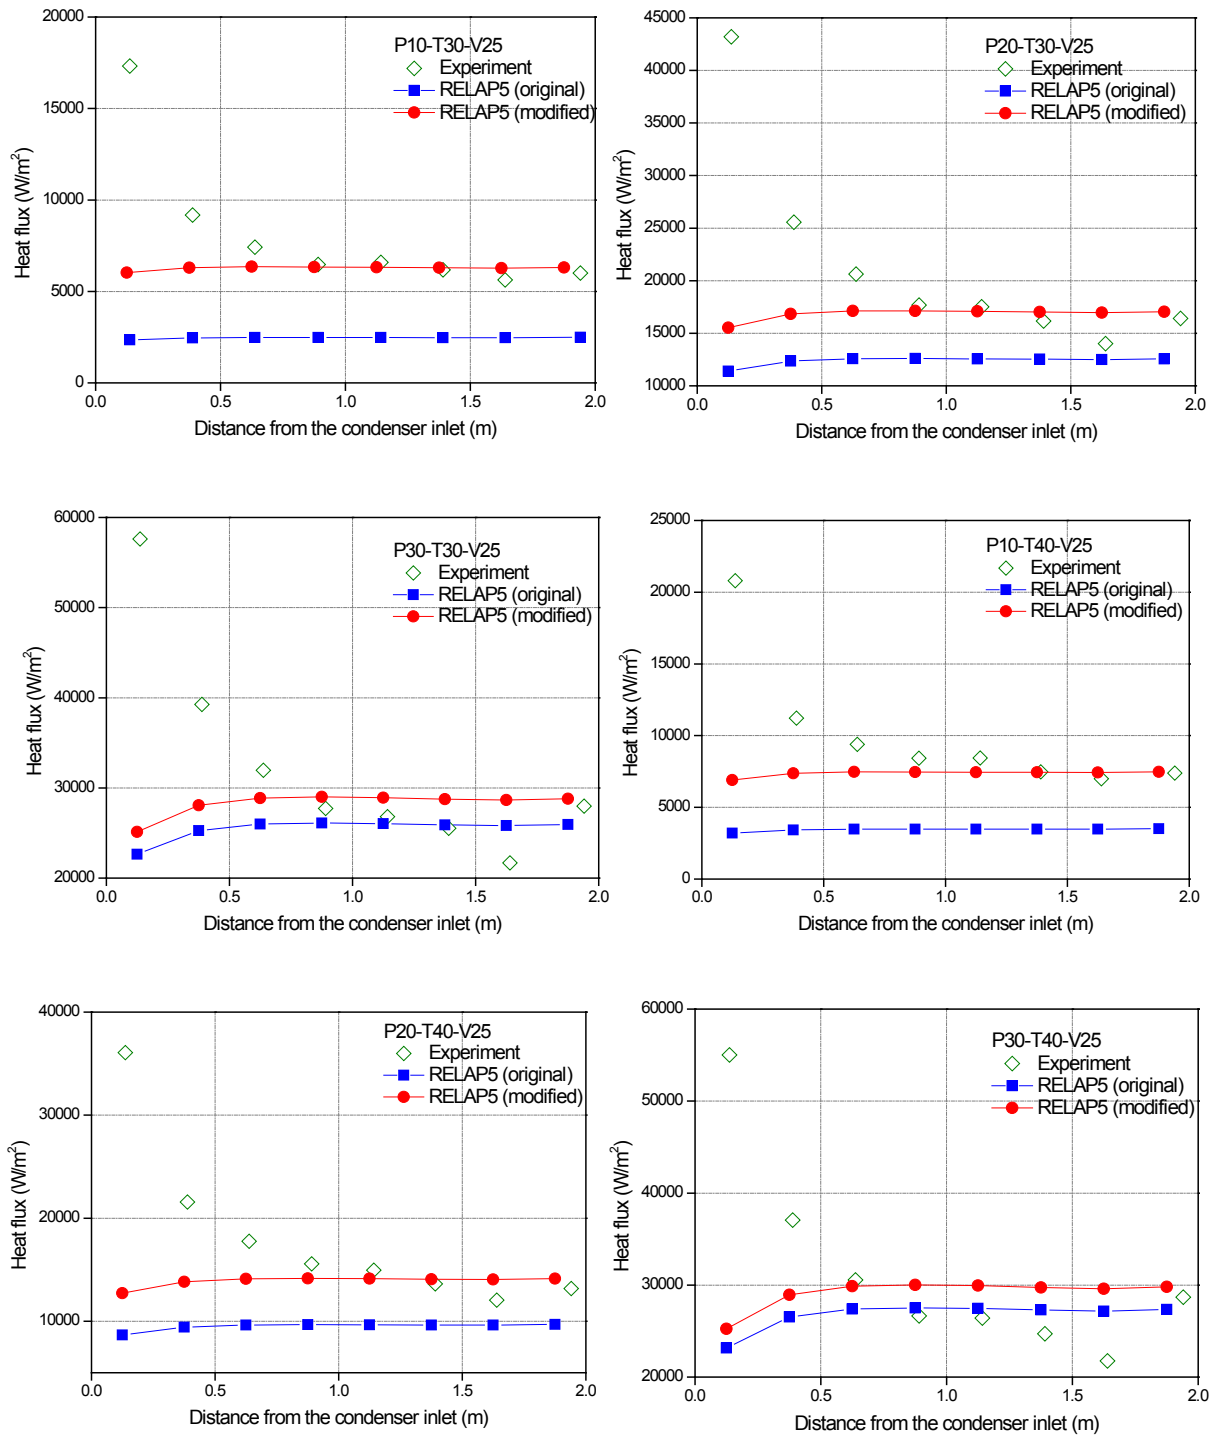 20000
15000
10000
5000
0
Heat flux (W/m²)
P10-T30-V25
Experiment
RELAP5 (original)
RELAP5 (modified)
0.0 0.5 1.0 1.5 2.0
Distance from the condenser inlet (m)
45000
40000
35000
30000
25000
20000
15000
10000
Heat flux (W/m²)
P20-T30-V25
Experiment
RELAP5 (original)
RELAP5 (modified)
0.0 0.5 1.0 1.5 2.0
Distance from the condenser inlet (m)
60000
50000
40000
30000
20000
Heat flux (W/m²)
P30-T30-V25
Experiment
RELAP5 (original)
RELAP5 (modified)
0.0 0.5 1.0 1.5 2.0
Distance from the condenser inlet (m)
25000
20000
15000
10000
5000
0
Heat flux (W/m²)
P10-T40-V25
Experiment
RELAP5 (original)
RELAP5 (modified)
0.0 0.5 1.0 1.5 2.0
Distance from the condenser inlet (m)
40000
30000
20000
10000
Heat flux (W/m²)
P20-T40-V25
Experiment
RELAP5 (original)
RELAP5 (modified)
0.0 0.5 1.0 1.5 2.0
Distance from the condenser inlet (m)
60000
50000
40000
30000
20000
Heat flux (W/m²)
P30-T40-V25
Experiment
RELAP5 (original)
RELAP5 (modified)
0.0 0.5 1.0 1.5 2.0
Distance from the condenser inlet (m)